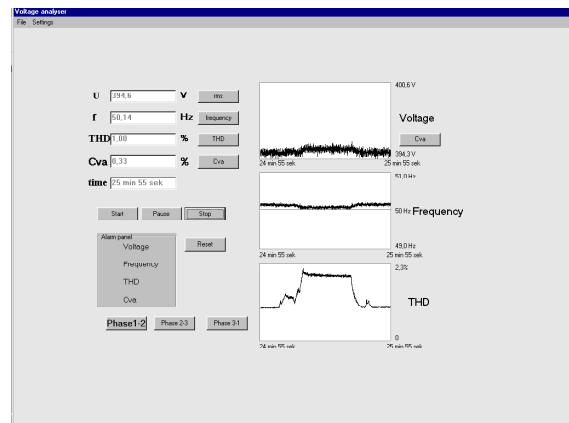 Voltage analyser
File Settings
U 394,6 V rms
f 50,14 Hz frequency
THD 1,00 % THD
Cva 0,33 % Cva
time 25 min 55 sek
Start Pause Stop
Alarm panel
Voltage
Frequency
THD
Cva
Reset
Phase1-2 Phase 2-3 Phase 3-1
400,6 V
Voltage
Cva
394,3 V
24 min 55 sek 25 min 55 sek
51,0 Hz
50 Hz Frequency
49,0 Hz
24 min 55 sek 25 min 55 sek
2,3%
THD
0
24 min 55 sek 25 min 55 sek